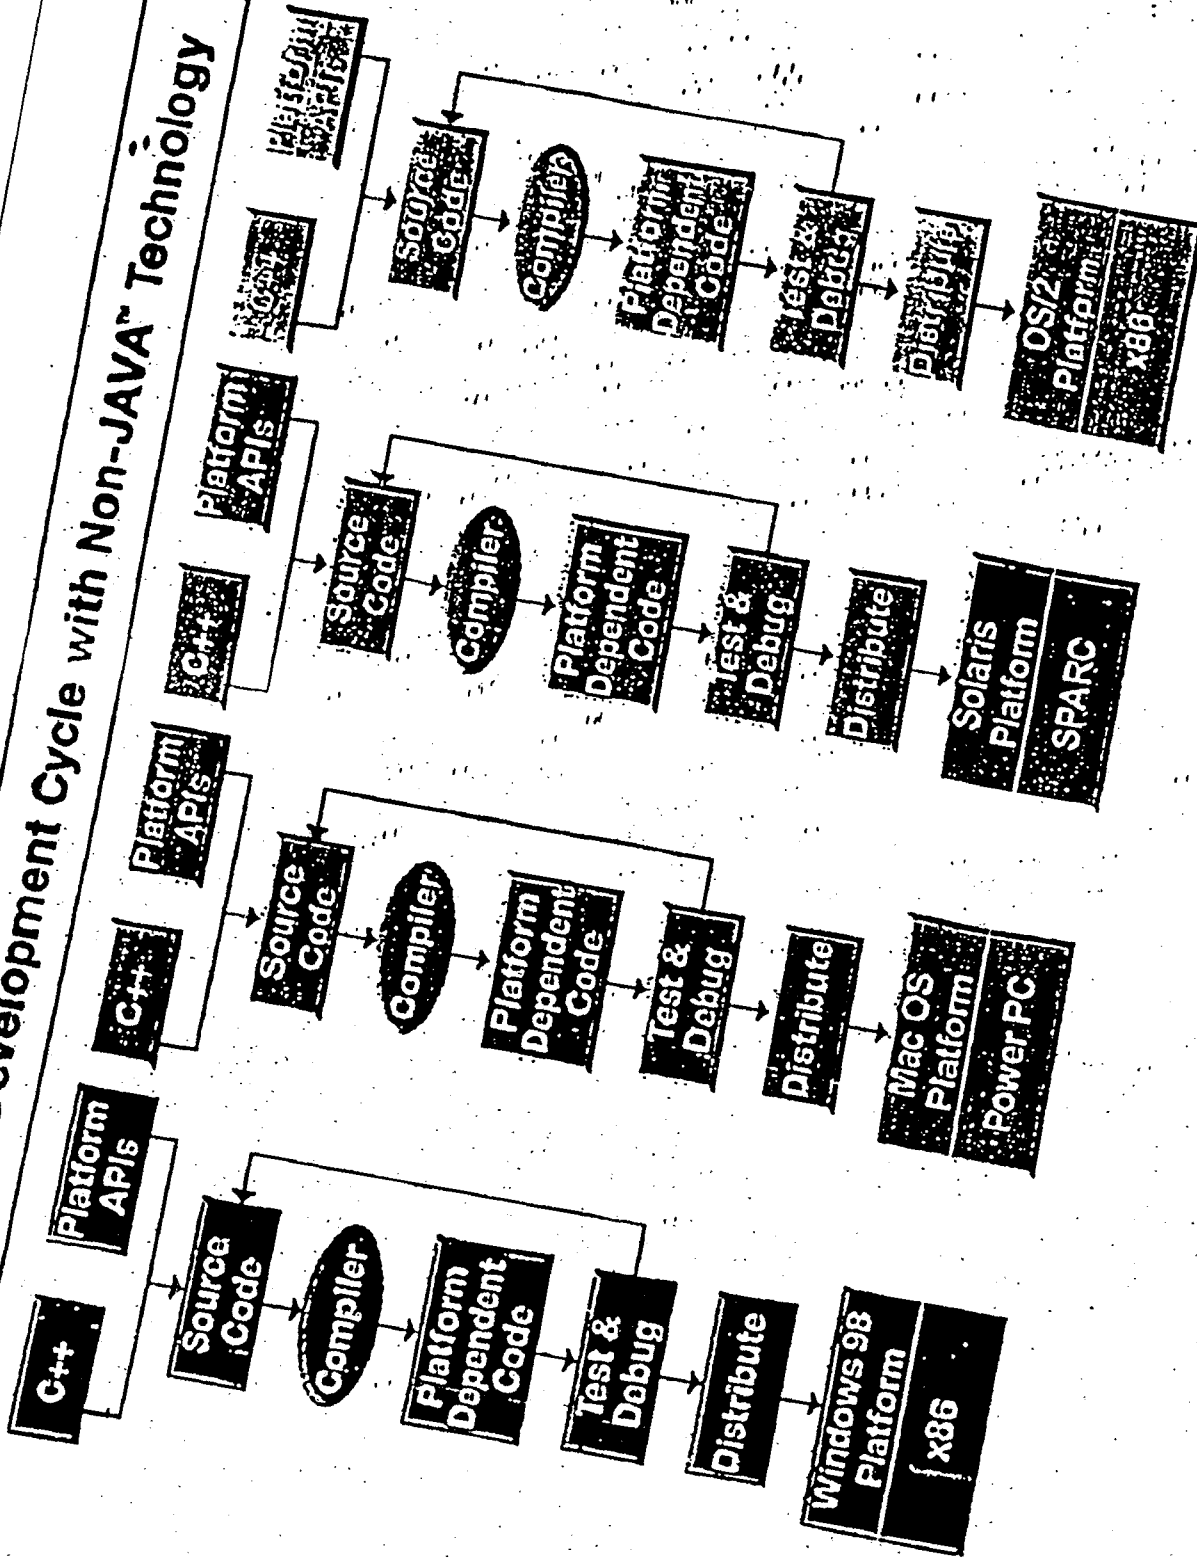 Development Cycle with Non-JAVA™ Technology
C++
Platform
APIs
Source
Code
Compiler
Platform
Dependent
Code
Test &
Debug
Distribute
Windows 98
Platform
x86
C++
Platform
APIs
Source
Code
Compiler
Platform
Dependent
Code
Test &
Debug
Distribute
Mac OS
Platform
Power PC
C++
Platform
APIs
Source
Code
Compiler
Platform
Dependent
Code
Test &
Debug
Distribute
Solaris
Platform
SPARC
C++
Platform
Source
Code
Compiler
Platform
Dependent
Code
Test &
Debug
Distribute
OS/2
Platform
x86